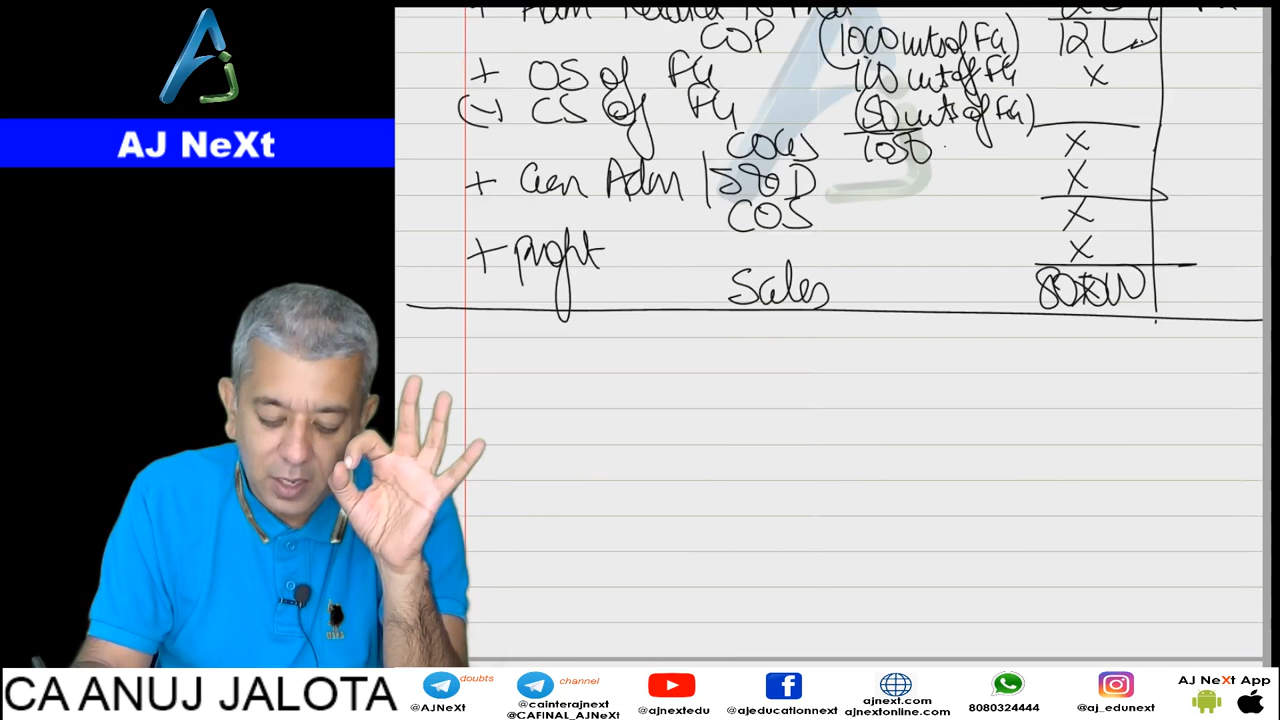 COP (1000 units of FG) 12L
+ OS of FG 100 units of FG x
(-) CS of FG (50 units of FG)
COGS 1050 x
+ Gen Adm | S&D x
COS x
+ profit x
Sales
AJ NeXt
CA ANUJ JALOTA
doubts
@AJNeXt
channel
@cainterajnext
@CAFINAL_AJNeXt
@ajnextedu
@ajeducationnext
ajnext.com
ajnextonline.com
8080324444
@aj_edunext
AJ NeXt App